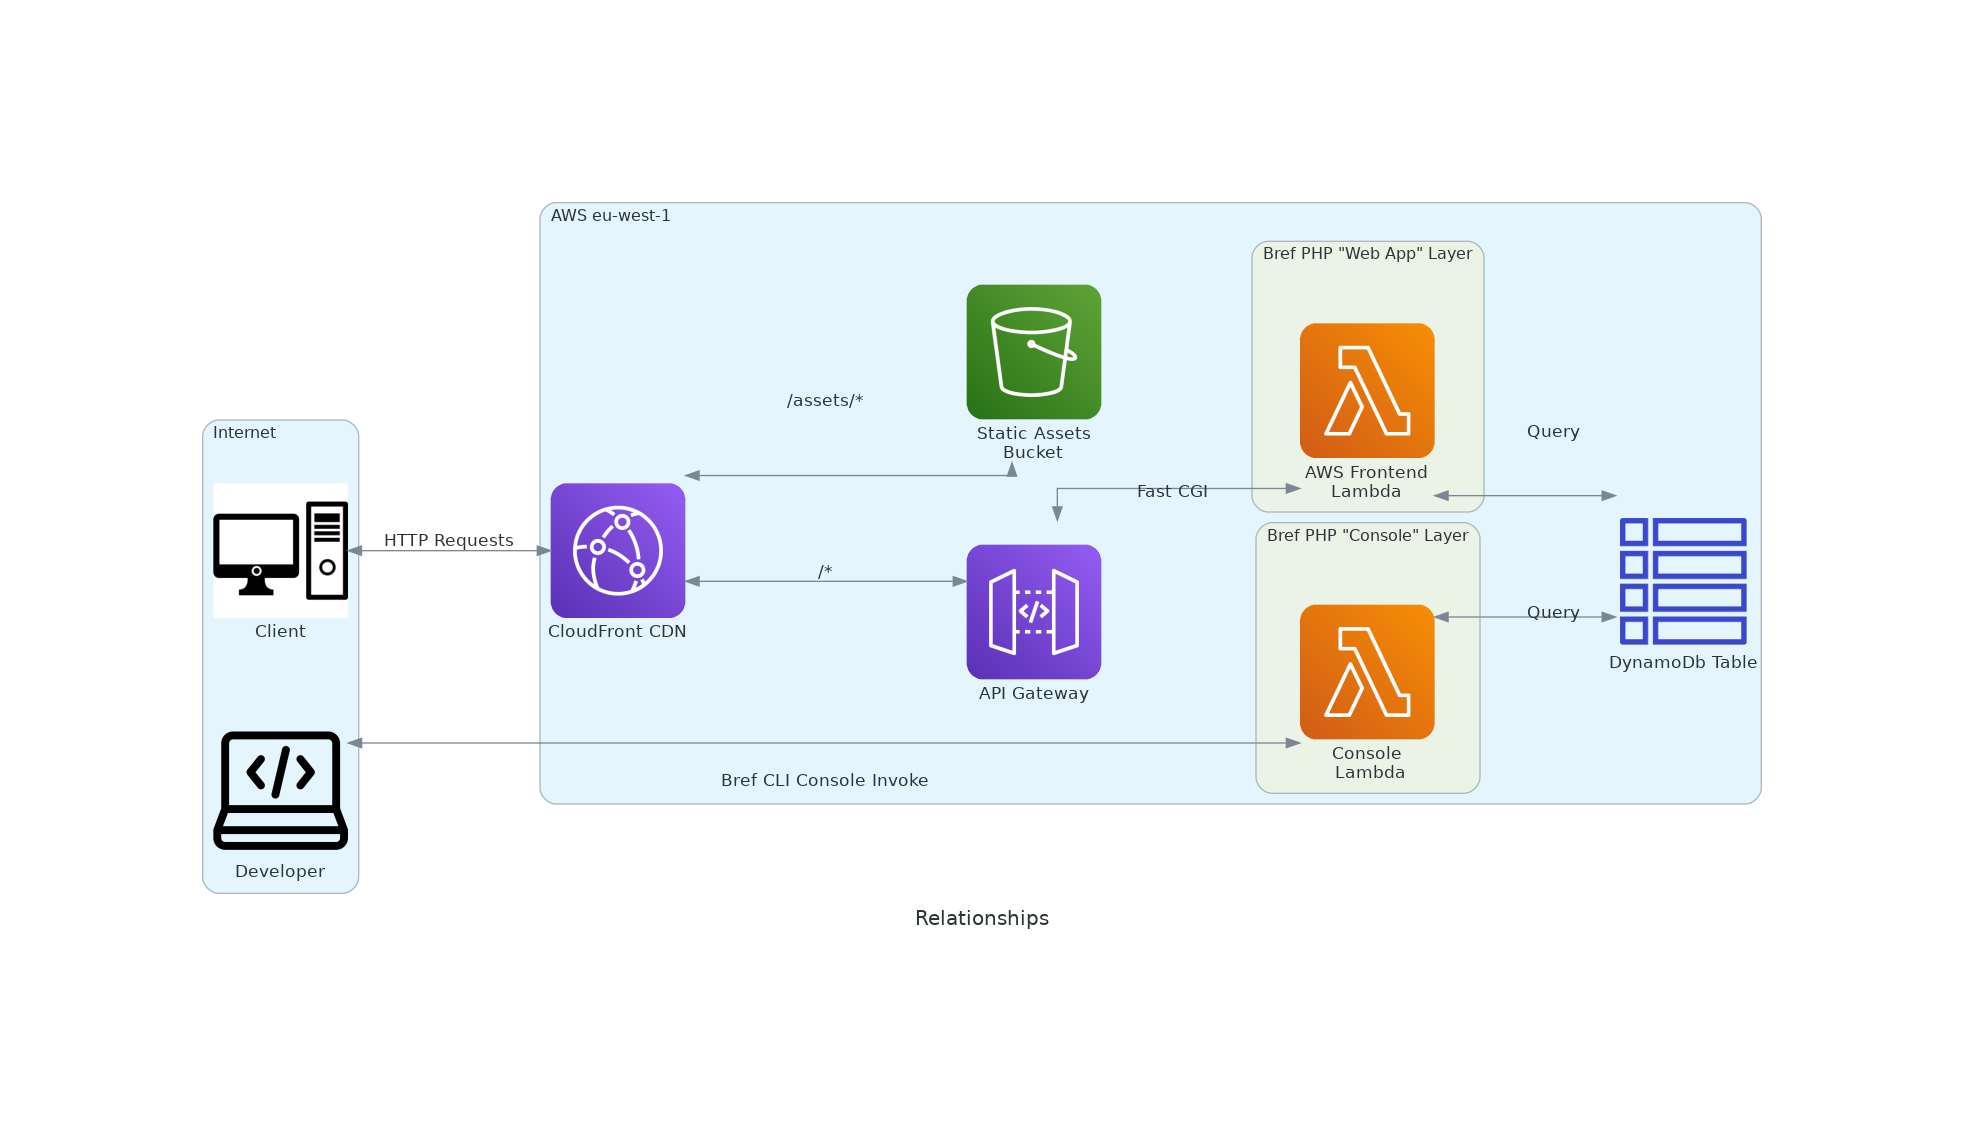 AWS eu-west-1
Bref PHP "Web App" Layer
/assets/*
Static Assets
Bucket
Query
Internet
AWS Frontend
Lambda
Fast CGI
HTTP Requests
Bref PHP "Console" Layer
/*
Query
Client
CloudFront CDN
DynamoDb Table
API Gateway
Console
Lambda
Bref CLI Console Invoke
Developer
Relationships